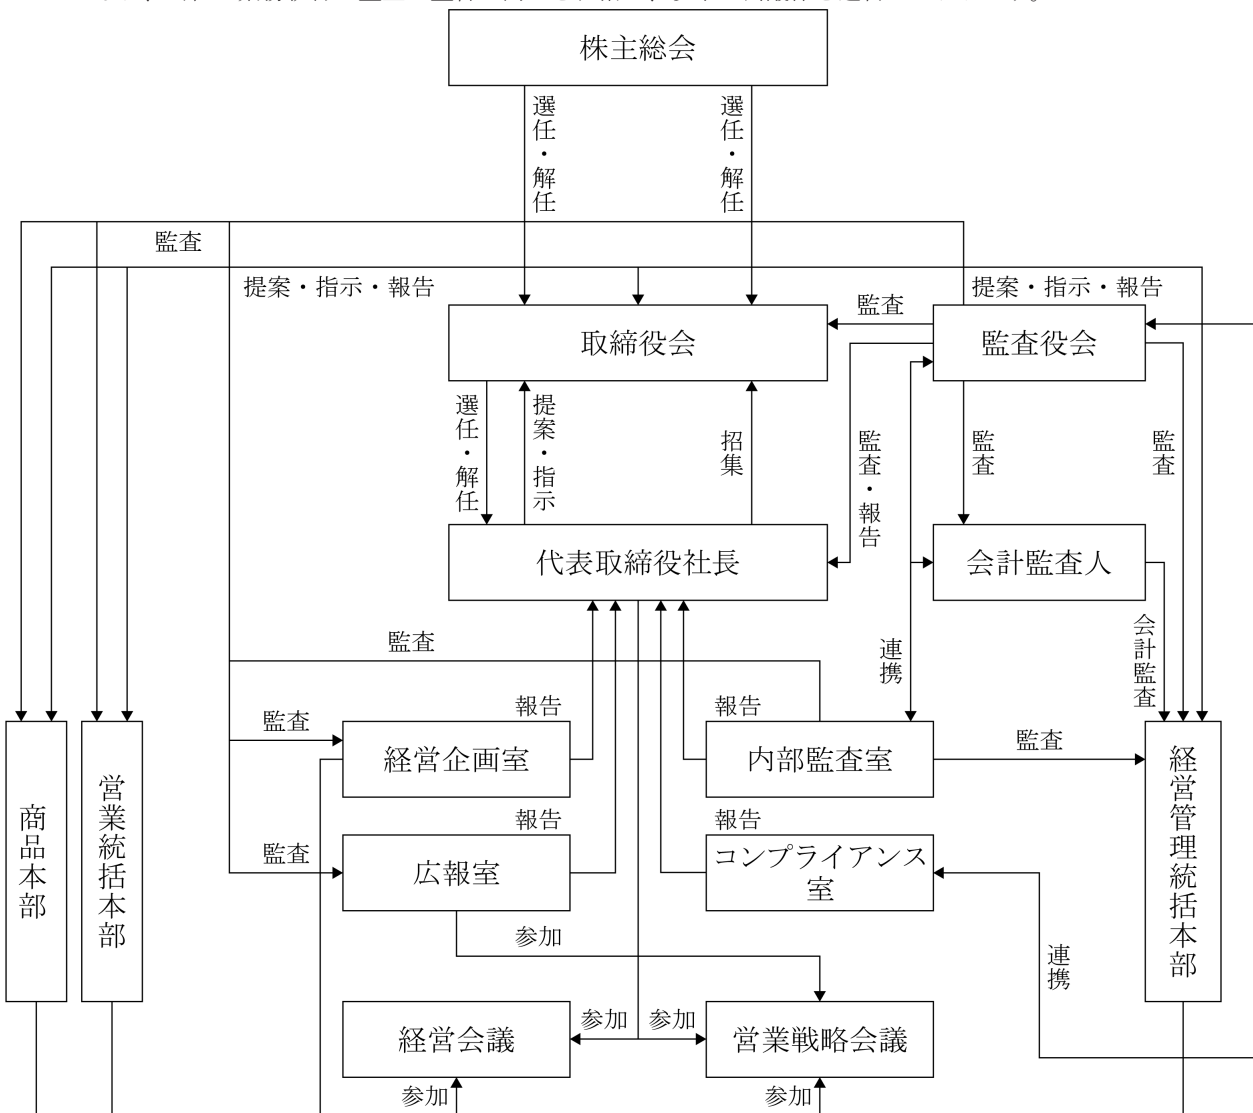 株主総会
選任・解任
選任・解任
監査
提案・指示・報告
提案・指示・報告
監査
取締役会
監査役会
選任・解任
提案・指示
招集
監査・報告
監査
監査
代表取締役社長
会計監査人
会計監査
監査
連携
報告
報告
監査
経営企画室
内部監査室
監査
商品本部
営業統括本部
経営管理統括本部
報告
報告
監査
広報室
コンプライアンス
室
参加
連携
参加
参加
経営会議
営業戦略会議
参加
参加